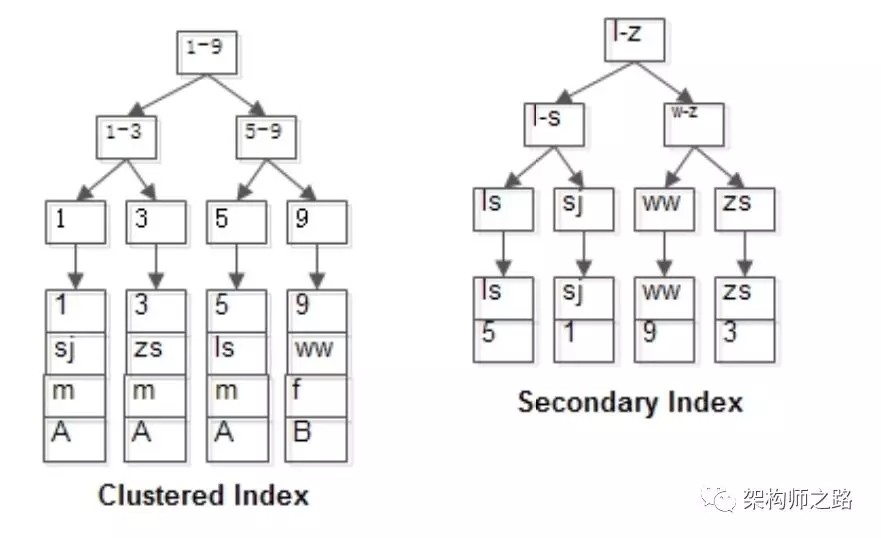 1-9
1-3
5-9
1
3
5
9
1
3
5
9
sj
zs
ls
ww
m
m
m
f
A
A
A
B
Clustered Index
l-z
l-s
w-z
ls
sj
ww
zs
ls
sj
ww
zs
5
1
9
3
Secondary Index
架构师之路